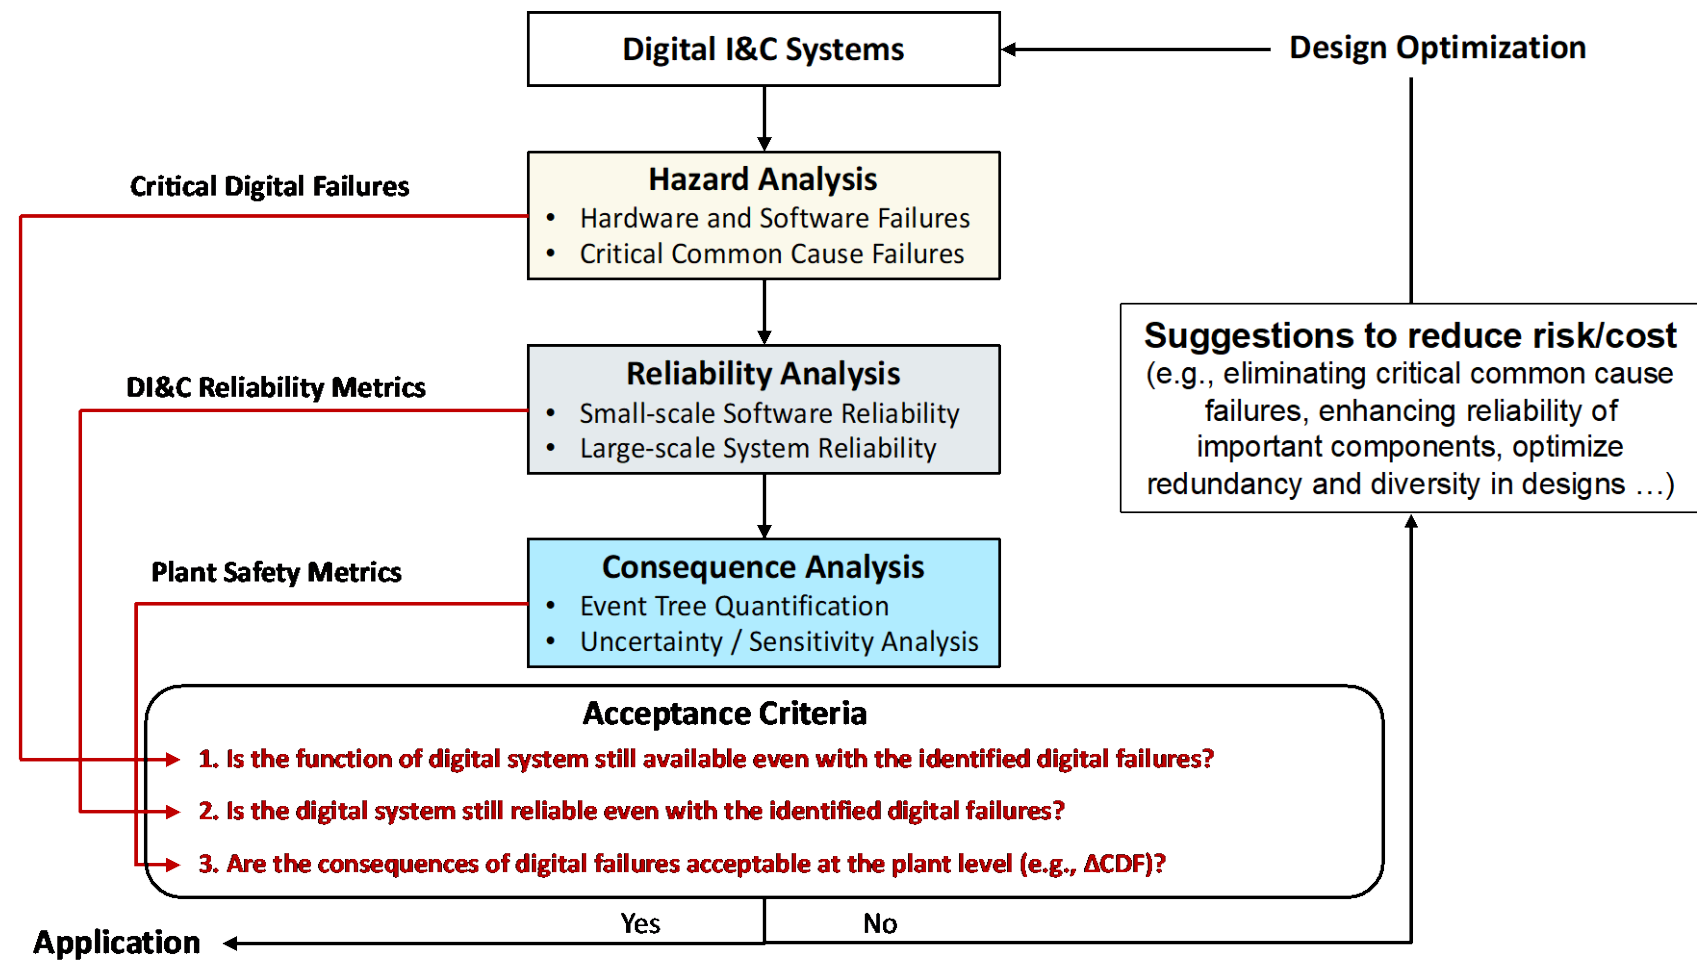 Digital I&C Systems
Design Optimization
Hazard Analysis
• Hardware and Software Failures
• Critical Common Cause Failures
Critical Digital Failures
Reliability Analysis
• Small-scale Software Reliability
• Large-scale System Reliability
DI&C Reliability Metrics
Suggestions to reduce risk/cost
(e.g., eliminating critical common cause
failures, enhancing reliability of
important components, optimize
redundancy and diversity in designs …)
Consequence Analysis
• Event Tree Quantification
• Uncertainty / Sensitivity Analysis
Plant Safety Metrics
Acceptance Criteria
1. Is the function of digital system still available even with the identified digital failures?
2. Is the digital system still reliable even with the identified digital failures?
3. Are the consequences of digital failures acceptable at the plant level (e.g., ΔCDF)?
Yes
No
Application